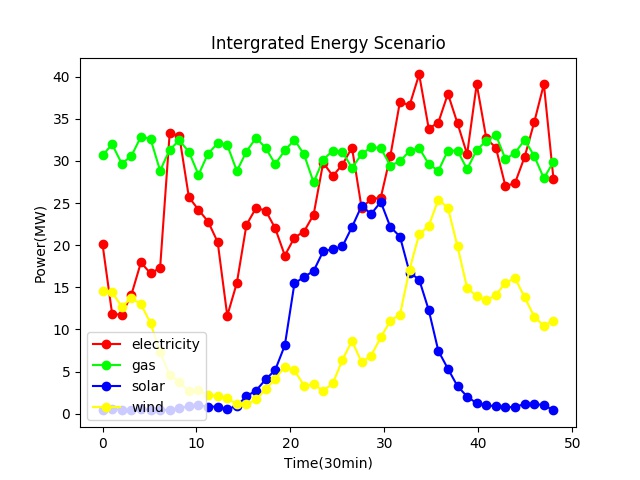 Intergrated Energy Scenario
Power(MW)
40
35
30
25
20
15
10
5
0
electricity
gas
solar
wind
0 10 20 30 40 50
Time(30min)